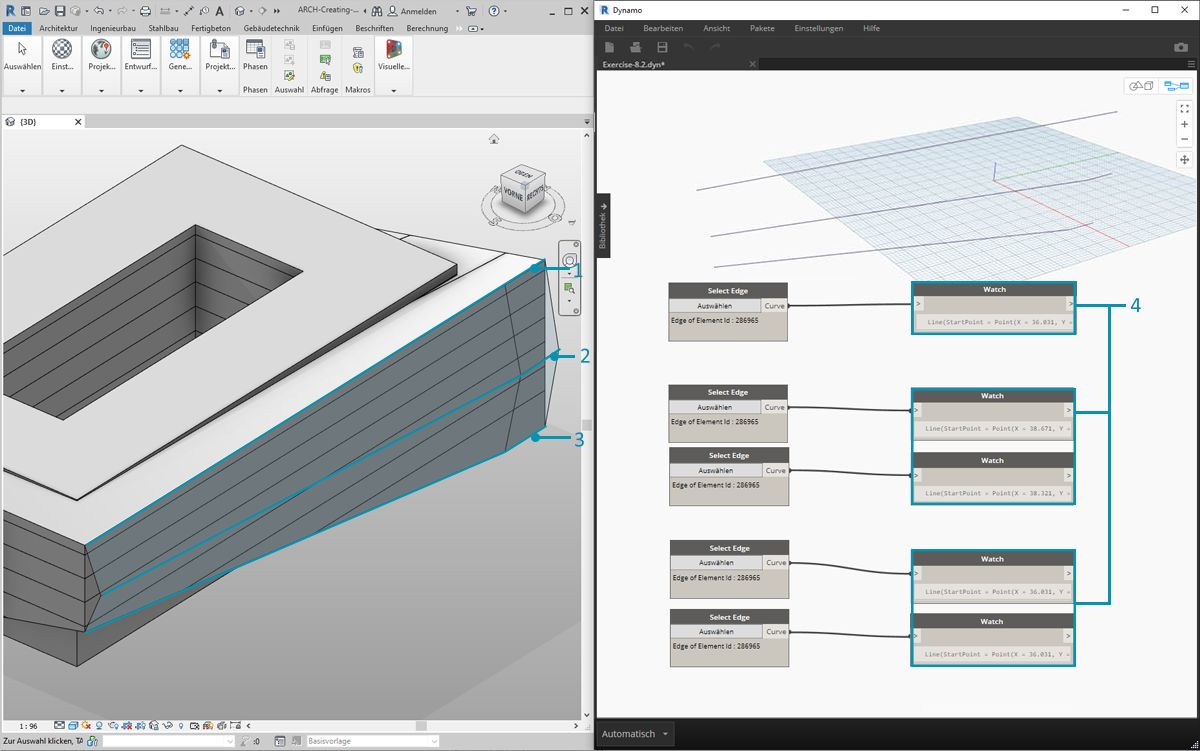 ARCH-Creating-...
Anmelden
Datei Architektur Ingenieurbau Stahlbau Fertigbeton Gebäudetechnik Einfügen Beschriften Berechnung
Auswählen Einst... Projek... Entwurf... Gene... Projekt... Phasen Visuelle...
Phasen Auswahl Abfrage Makros
{3D}
OBEN
VORNE
RECHTS
1
2
3
1 : 96
Zur Auswahl klicken, TA
:0
Basisvorlage
Dynamo
Datei Bearbeiten Ansicht Pakete Einstellungen Hilfe
Exercise-8.2.dyn*
Bibliothek
Select Edge
Auswählen Curve
Edge of Element Id : 286965
Watch
> >
Line(StartPoint = Point(X = 36.031, Y =
4
Select Edge
Auswählen Curve
Edge of Element Id : 286965
Watch
> >
Line(StartPoint = Point(X = 38.671, Y =
Select Edge
Auswählen Curve
Edge of Element Id : 286965
Watch
> >
Line(StartPoint = Point(X = 38.321, Y =
Select Edge
Auswählen Curve
Edge of Element Id : 286965
Watch
> >
Line(StartPoint = Point(X = 36.031, Y =
Select Edge
Auswählen Curve
Edge of Element Id : 286965
Watch
> >
Line(StartPoint = Point(X = 36.031, Y =
Automatisch